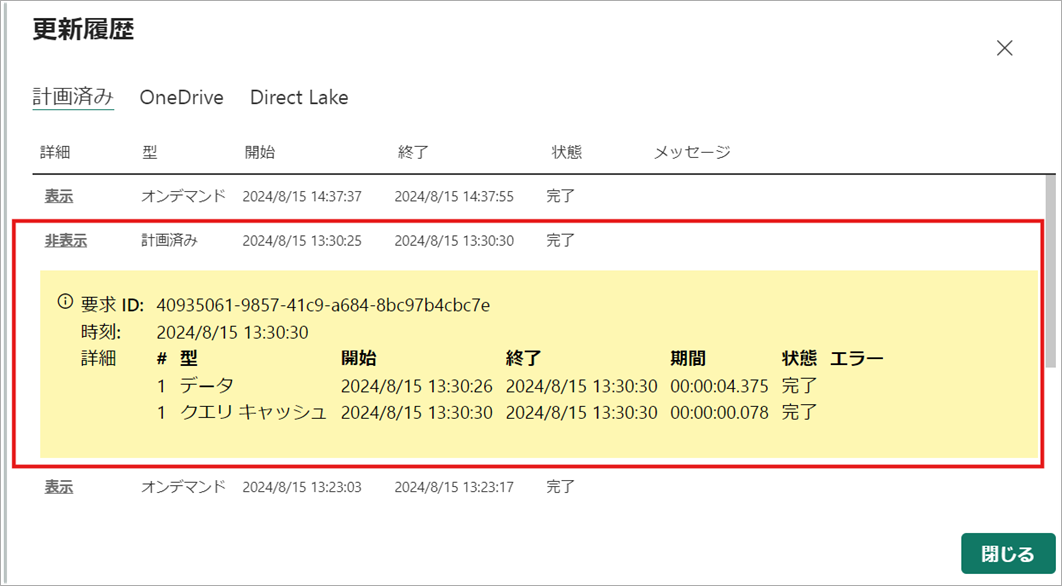 更新履歴
計画済み OneDrive Direct Lake
詳細 型 開始 終了 状態 メッセージ
表示 オンデマンド 2024/8/15 14:37:37 2024/8/15 14:37:55 完了
非表示 計画済み 2024/8/15 13:30:25 2024/8/15 13:30:30 完了
要求 ID: 40935061-9857-41c9-a684-8bc97b4cbc7e
時刻: 2024/8/15 13:30:30
詳細 # 型 開始 終了 期間 状態 エラー
1 データ 2024/8/15 13:30:26 2024/8/15 13:30:30 00:00:04.375 完了
1 クエリ キャッシュ 2024/8/15 13:30:30 2024/8/15 13:30:30 00:00:00.078 完了
表示 オンデマンド 2024/8/15 13:23:03 2024/8/15 13:23:17 完了
閉じる